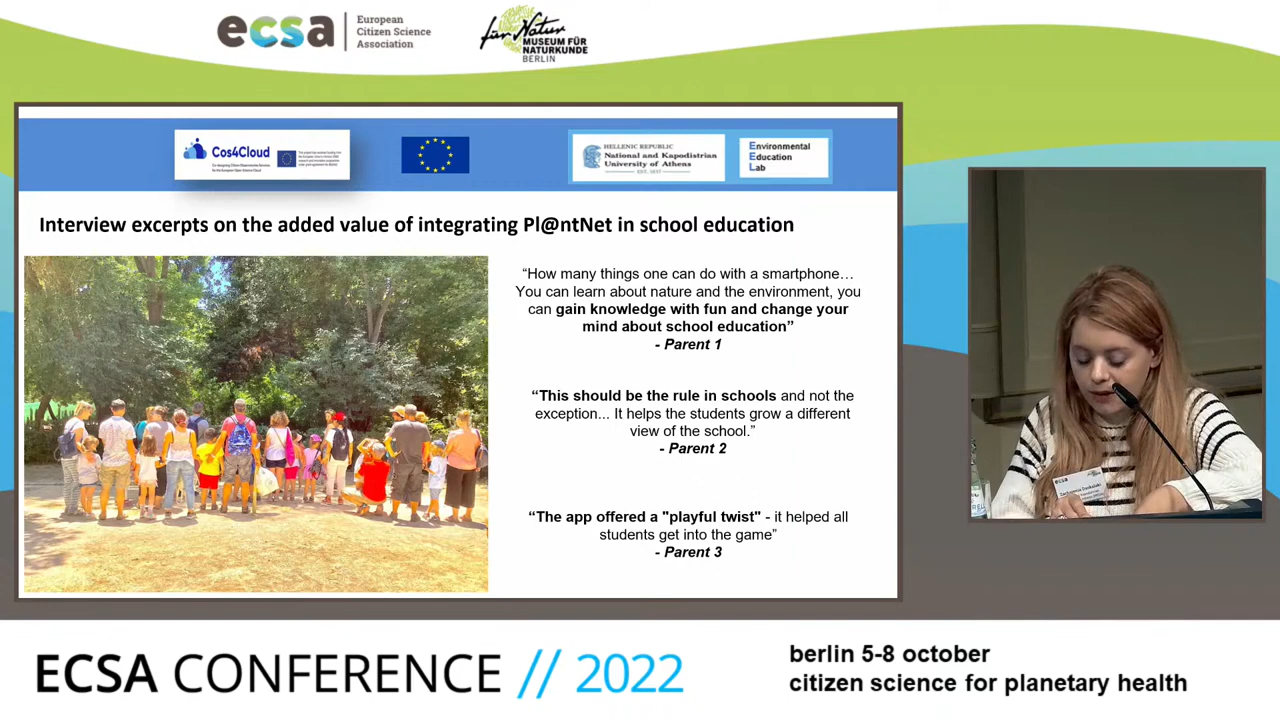 ecsa
European
Citizen Science
Association
für Natur
MUSEUM FÜR
NATURKUNDE
BERLIN
Cos4Cloud
HELLENIC REPUBLIC
National and Kapodistrian
University of Athens
EST. 1837
Environmental
Education
Lab
Interview excerpts on the added value of integrating Pl@ntNet in school education
“How many things one can do with a smartphone…
You can learn about nature and the environment, you
can gain knowledge with fun and change your
mind about school education”
- Parent 1
“This should be the rule in schools and not the
exception... It helps the students grow a different
view of the school.”
- Parent 2
“The app offered a "playful twist" - it helped all
students get into the game”
- Parent 3
ecsa
ECSA CONFERENCE // 2022
berlin 5-8 october
citizen science for planetary health